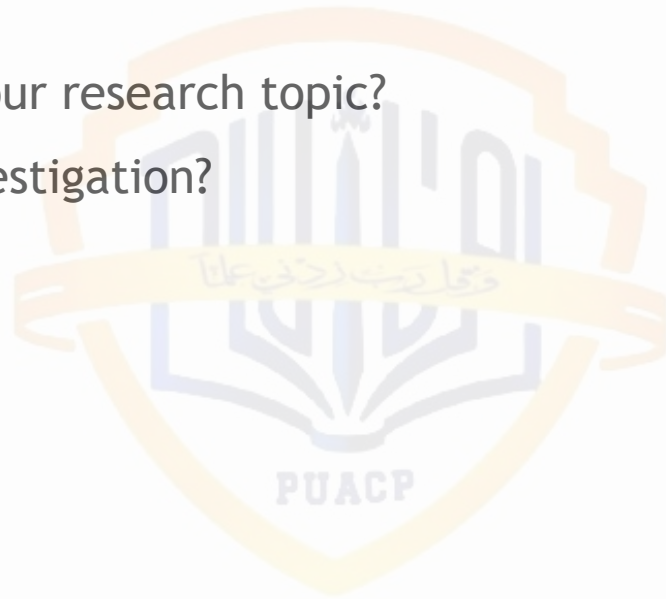 our research topic?
estigation?
وَقُل رَّبِّ زِدْنِي عِلْمًا
PUACP